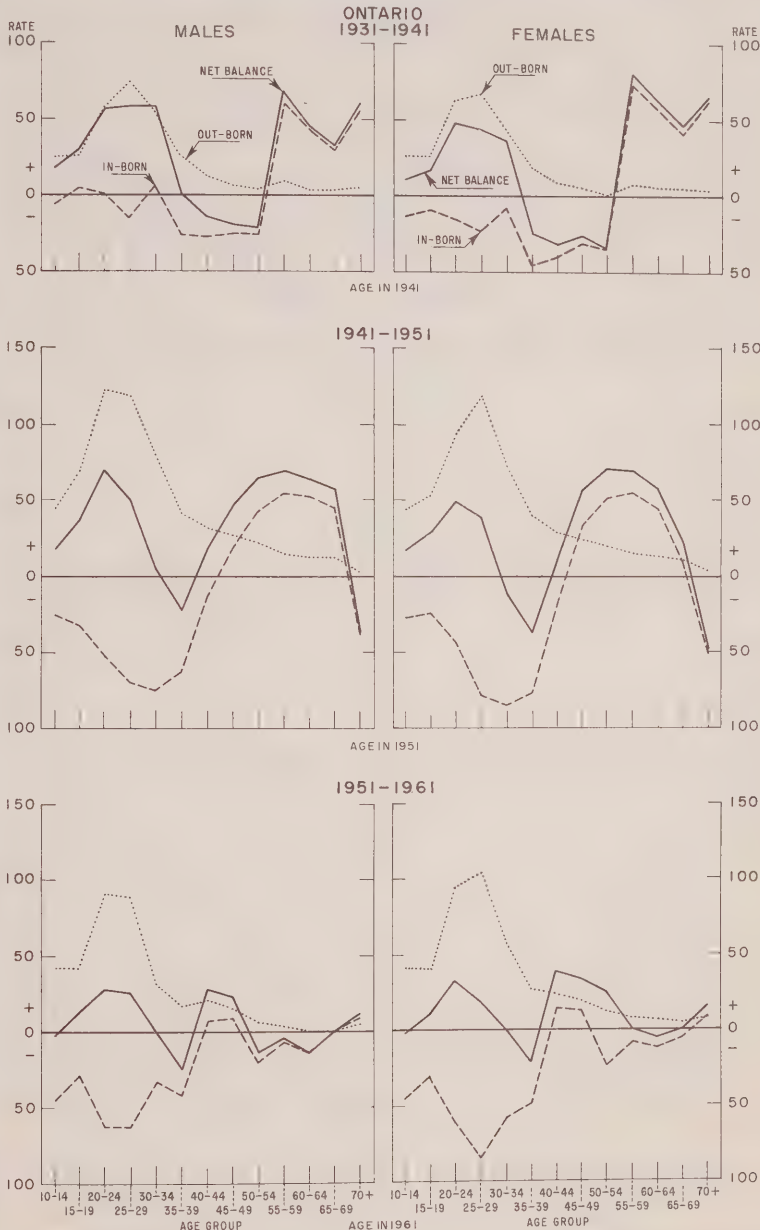 ONTARIO
1931-1941
RATE
MALES
FEMALES
RATE
100
50
+
0
-
50
NET BALANCE
OUT-BORN
IN-BORN
OUT-BORN
NET BALANCE
IN-BORN
100
50
+
0
-
50
AGE IN 1941
1941-1951
150
100
50
+
0
-
50
100
150
100
50
+
0
-
50
100
AGE IN 1951
1951-1961
150
100
50
+
0
-
50
100
150
100
50
+
0
-
50
100
10-14 20-24 30-34 40-44 50-54 60-64 70+
15-19 25-29 35-39 45-49 55-59 65-69
AGE GROUP
10-14 20-24 30-34 40-44 50-54 60-64 70+
15-19 25-29 35-39 45-49 55-59 65-69
AGE IN 1961
AGE GROUP